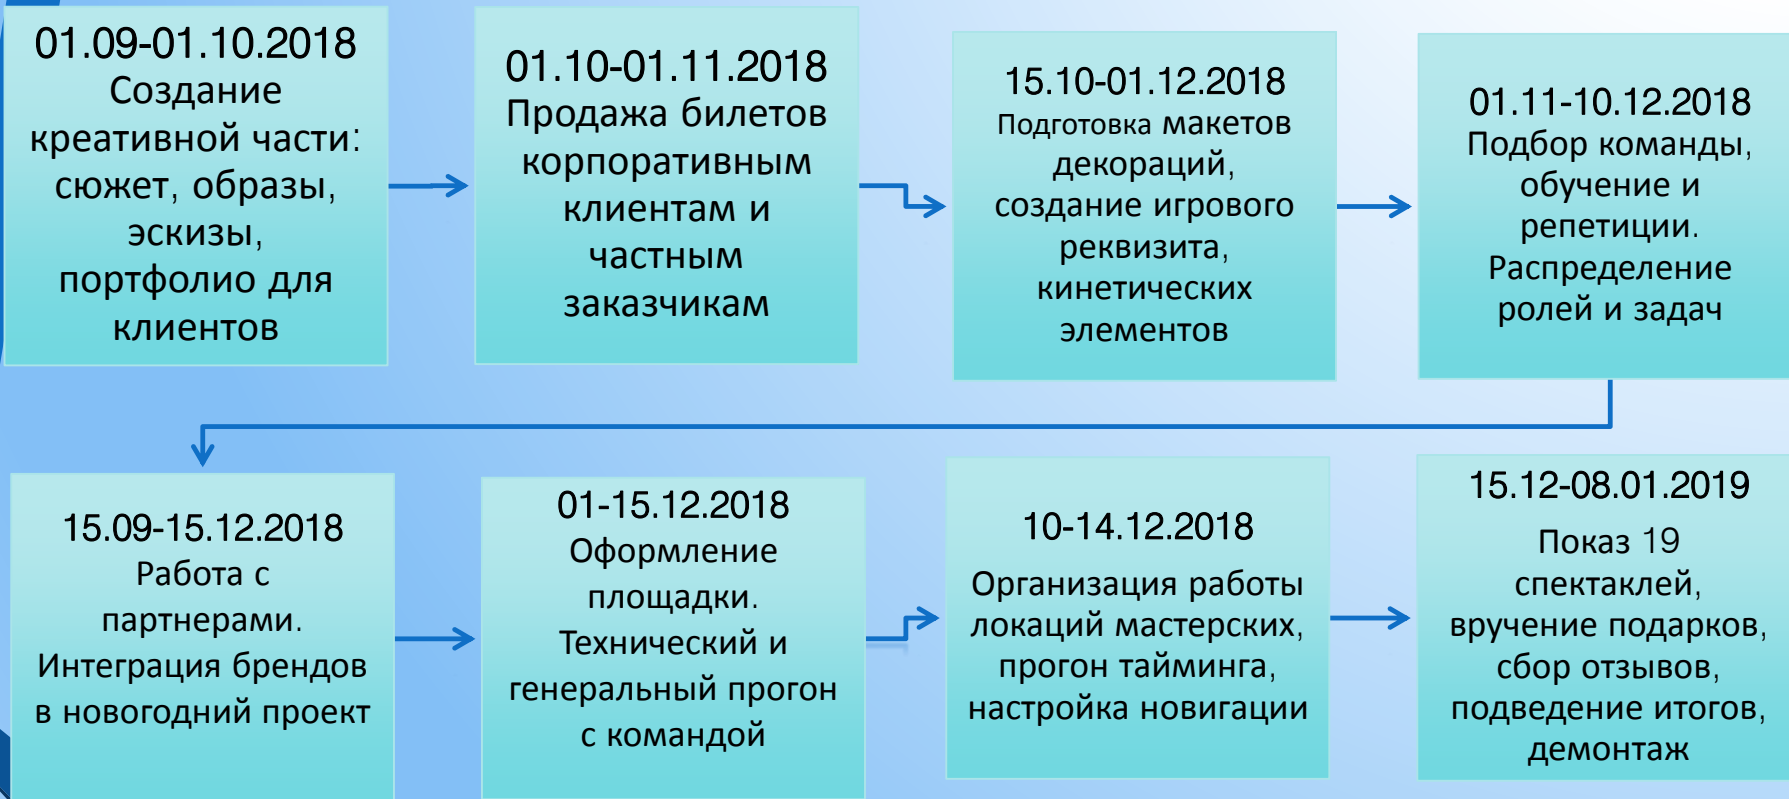 01.09-01.10.2018
Создание
креативной части:
сюжет, образы,
эскизы,
портфолио для
клиентов
01.10-01.11.2018
Продажа билетов
корпоративным
клиентам и
частным
заказчикам
15.10-01.12.2018
Подготовка макетов
декораций,
создание игрового
реквизита,
кинетических
элементов
01.11-10.12.2018
Подбор команды,
обучение и
репетиции.
Распределение
ролей и задач
15.09-15.12.2018
Работа с
партнерами.
Интеграция брендов
в новогодний проект
01-15.12.2018
Оформление
площадки.
Технический и
генеральный прогон
с командой
10-14.12.2018
Организация работы
локаций мастерских,
прогон тайминга,
настройка новигации
15.12-08.01.2019
Показ 19
спектаклей,
вручение подарков,
сбор отзывов,
подведение итогов,
демонтаж